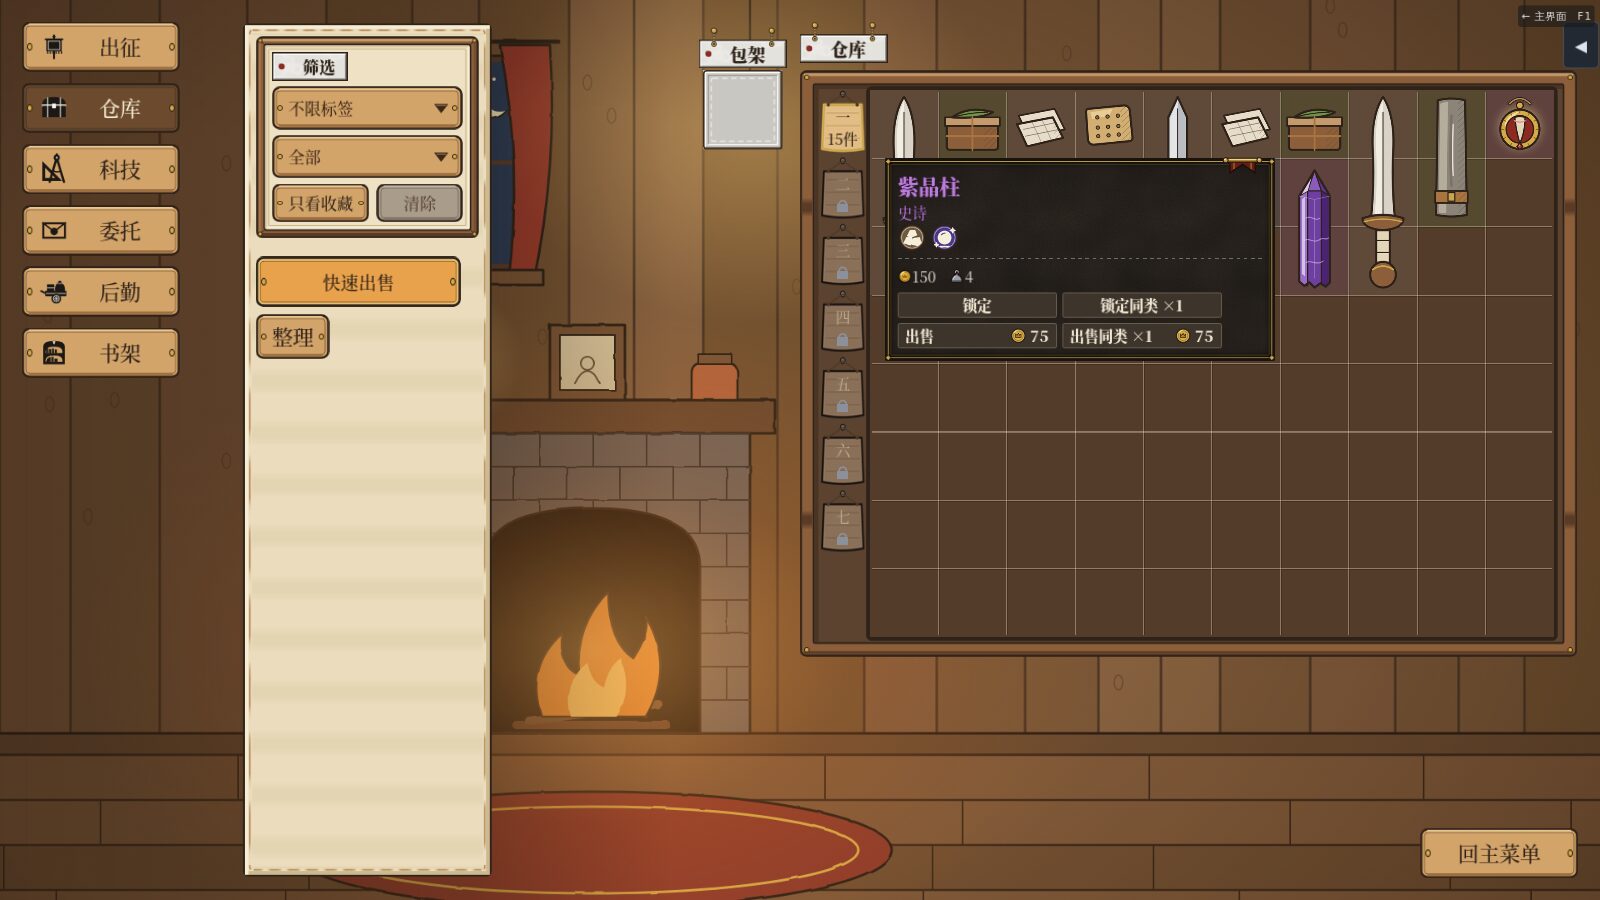 ← 主界面 F1
出征
仓库
科技
委托
后勤
书架
筛选
不限标签
全部
只看收藏
清除
快速出售
整理
包架
仓库
一
15件
二
三
四
五
六
七
紫晶柱
史诗
150 4
锁定 锁定同类 ×1
出售 75 出售同类 ×1 75
回主菜单